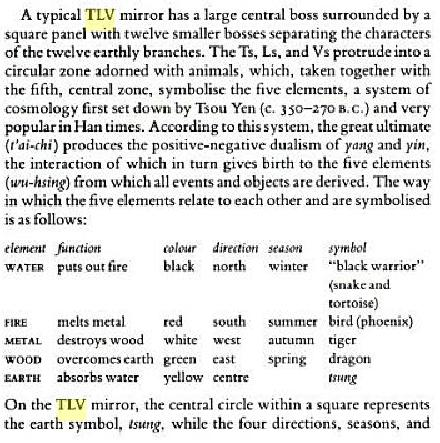 A typical TLV mirror has a large central boss surrounded by a
square panel with twelve smaller bosses separating the characters
of the twelve earthly branches. The Ts, Ls, and Vs protrude into a
circular zone adorned with animals, which, taken together with
the fifth, central zone, symbolise the five elements, a system of
cosmology first set down by Tsou Yen (c. 350–270 B.C.) and very
popular in Han times. According to this system, the great ultimate
(t'ai-chi) produces the positive-negative dualism of yang and yin,
the interaction of which in turn gives birth to the five elements
(wu-hsing) from which all events and objects are derived. The way
in which the five elements relate to each other and are symbolised
is as follows:
element function colour direction season symbol
WATER puts out fire black north winter "black warrior"
(snake and
tortoise)
FIRE melts metal red south summer bird (phoenix)
METAL destroys wood white west autumn tiger
WOOD overcomes earth green east spring dragon
EARTH absorbs water yellow centre tsung
On the TLV mirror, the central circle within a square represents
the earth symbol, tsung, while the four directions, seasons, and